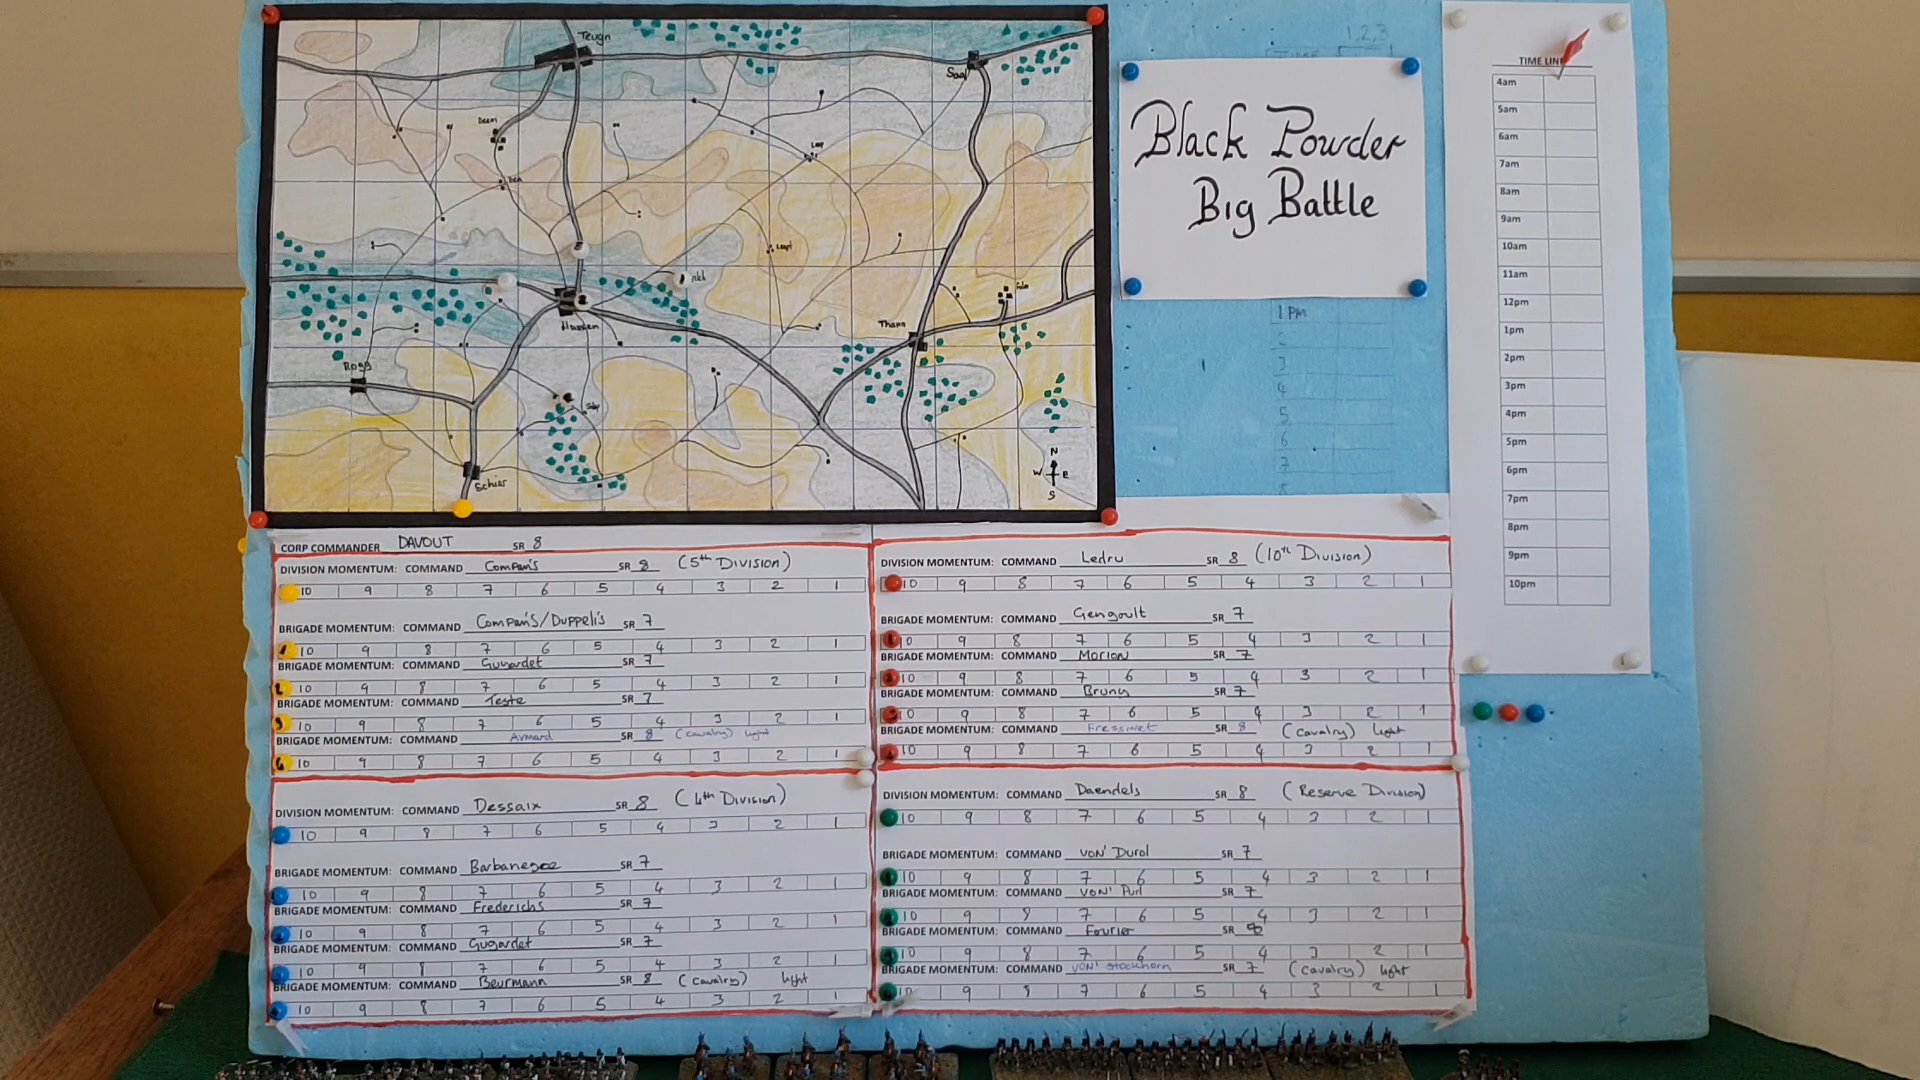 Teugn
Saal
Deam
Den
Thann
Hausen
Rogg
Schier
N
W E
S
Black Powder
Big Battle
1,2,3
1 PM
3
4
5
6
7
TIME LINE
4am
5am
6am
7am
8am
9am
10am
11am
12pm
1pm
2pm
3pm
4pm
5pm
6pm
7pm
8pm
9pm
10pm
CORP COMMANDER DAVOUT SR 8
DIVISION MOMENTUM: COMMAND Compan's SR 8 (5th Division)
10 9 8 7 6 5 4 3 2 1
BRIGADE MOMENTUM: COMMAND Compan's/Duppeli's SR 7
10 9 8 7 6 5 4 3 2 1
BRIGADE MOMENTUM: COMMAND Guyardet SR 7
10 9 8 7 6 5 4 3 2 1
BRIGADE MOMENTUM: COMMAND Teste SR 7
10 9 8 7 6 5 4 3 2 1
BRIGADE MOMENTUM: COMMAND Avmard SR 8 (cavalry) light
10 9 8 7 6 5 4 3 2 1
DIVISION MOMENTUM: COMMAND Ledru SR 8 (10th Division)
10 9 8 7 6 5 4 3 2 1
BRIGADE MOMENTUM: COMMAND Gengoult SR 7
10 9 8 7 6 5 4 3 2 1
BRIGADE MOMENTUM: COMMAND Morion SR 7
10 9 8 7 6 5 4 3 2 1
BRIGADE MOMENTUM: COMMAND Bruny SR 7
10 9 8 7 6 5 4 3 2 1
BRIGADE MOMENTUM: COMMAND Fressinet SR 8 (cavalry) light
10 9 8 7 6 5 4 3 2 1
DIVISION MOMENTUM: COMMAND Dessaix SR 8 (4th Division)
10 9 8 7 6 5 4 3 2 1
BRIGADE MOMENTUM: COMMAND Barbanegee SR 7
10 9 8 7 6 5 4 3 2 1
BRIGADE MOMENTUM: COMMAND Frederichs SR 7
10 9 8 7 6 5 4 3 2 1
BRIGADE MOMENTUM: COMMAND Gugardet SR 7
10 9 8 7 6 5 4 3 2 1
BRIGADE MOMENTUM: COMMAND Beurmann SR 8 (cavalry) light
10 9 8 7 6 5 4 3 2 1
DIVISION MOMENTUM: COMMAND Daendels SR 8 (Reserve Division)
10 9 8 7 6 5 4 3 2 1
BRIGADE MOMENTUM: COMMAND VON' Durol SR 7
10 9 8 7 6 5 4 3 2 1
BRIGADE MOMENTUM: COMMAND VON' Purl SR 7
10 9 8 7 6 5 4 3 2 1
BRIGADE MOMENTUM: COMMAND Fourier SR 8
10 9 8 7 6 5 4 3 2 1
BRIGADE MOMENTUM: COMMAND VON' Stockhorn SR 7 (cavalry) light
10 9 8 7 6 5 4 3 2 1